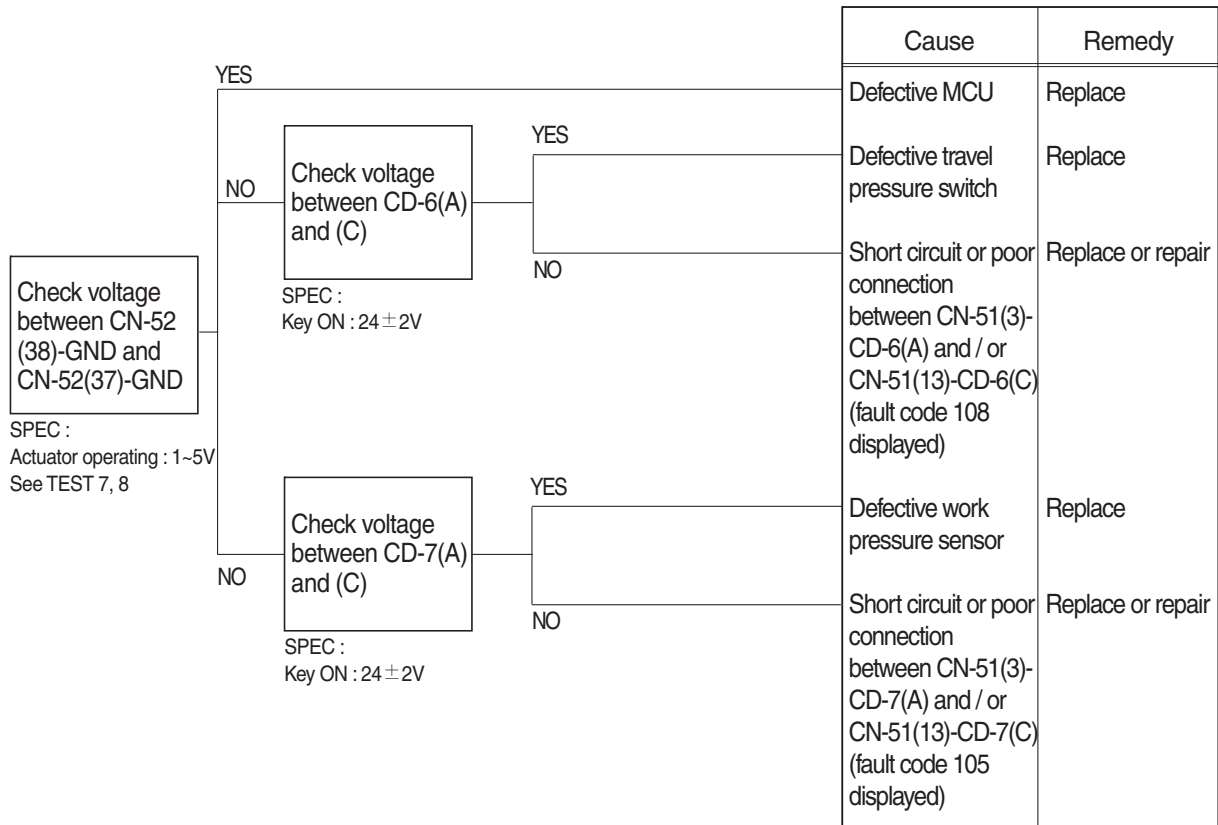 Cause
Remedy
YES
Defective MCU
Replace
YES
Defective travel
pressure switch
Replace
NO
Check voltage
between CD-6(A)
and (C)
SPEC :
Key ON : 24±2V
NO
Short circuit or poor
connection
between CN-51(3)-
CD-6(A) and / or
CN-51(13)-CD-6(C)
(fault code 108
displayed)
Replace or repair
Check voltage
between CN-52
(38)-GND and
CN-52(37)-GND
SPEC :
Actuator operating : 1~5V
See TEST 7, 8
YES
Defective work
pressure sensor
Replace
NO
Check voltage
between CD-7(A)
and (C)
SPEC :
Key ON : 24±2V
NO
Short circuit or poor
connection
between CN-51(3)-
CD-7(A) and / or
CN-51(13)-CD-7(C)
(fault code 105
displayed)
Replace or repair